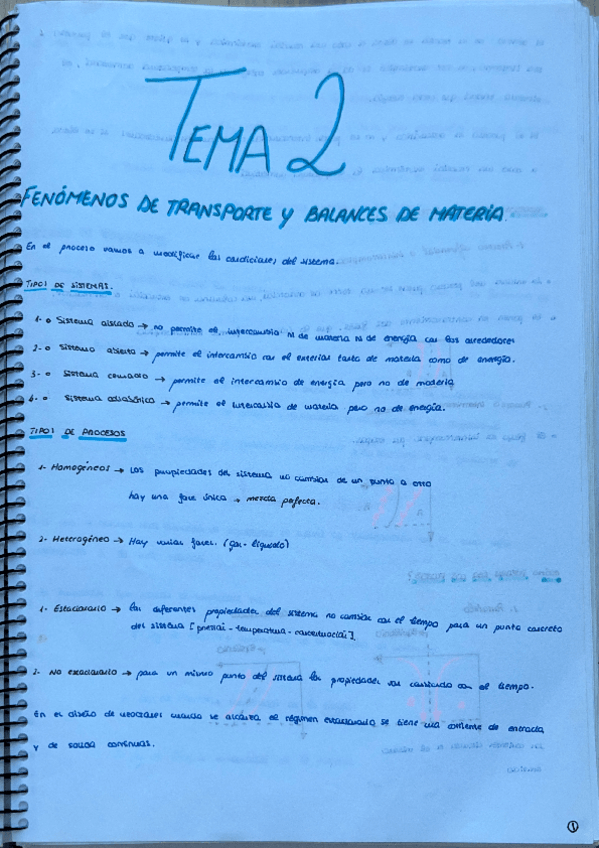 TEMA 2
FENÓMENOS DE TRANSPORTE Y BALANCES DE MATERIA.
En el proceso vamos a modificar las condiciones del sistema.
TIPOS DE SISTEMAS.
1- o Sistema aislado → no permite el intercambio ni de materia ni de energía con los alrededores
2- o Sistema abierto → permite el intercambio con el exterior tanto de materia como de energía.
3- o Sistema cerrado → permite el intercambio de energía pero no de materia
4- o Sistema adiabático → permite el intercambio de materia pero no de energía.
TIPOS DE PROCESOS
1- Homogéneos → Las propiedades del sistema no cambian de un punto a otro
hay una fase única → mezcla perfecta.
2- Heterogéneo → Hay varias fases. (gas - líquido)
1- Estacionario → las diferentes propiedades del sistema no cambian con el tiempo para un punto concreto
del sistema [presión - temperatura - concentración].
2- No estacionario → para un mismo punto del sistema las propiedades van cambiando con el tiempo.
En el diseño de reactores cuando se alcanza el régimen estacionario se tiene una corriente de entrada
y de salida continuas.
1